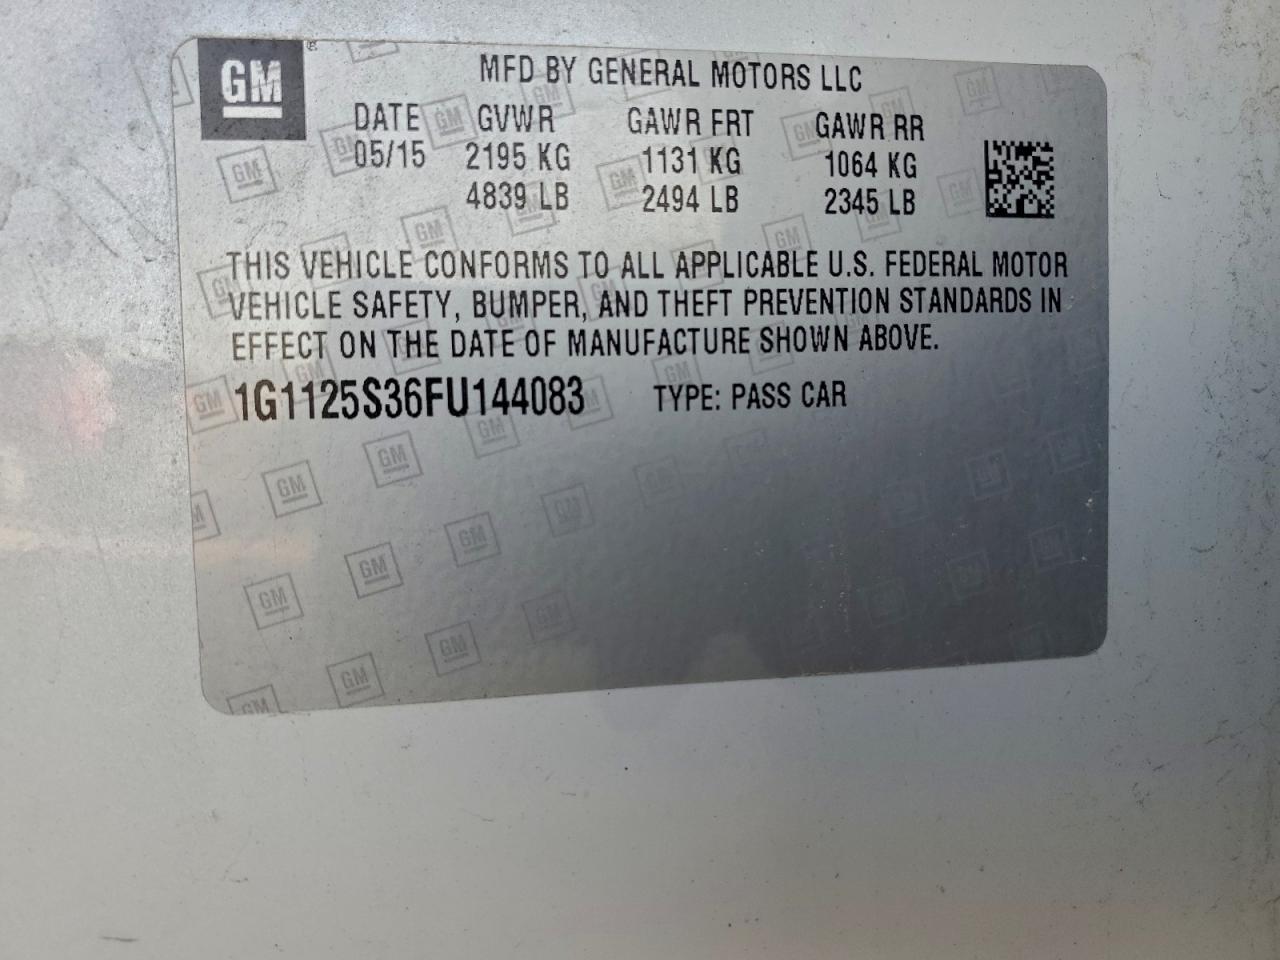 GM
MFD BY GENERAL MOTORS LLC
DATE GVWR GAWR FRT GAWR RR
05/15 2195 KG 1131 KG 1064 KG
4839 LB 2494 LB 2345 LB
THIS VEHICLE CONFORMS TO ALL APPLICABLE U.S. FEDERAL MOTOR
VEHICLE SAFETY, BUMPER, AND THEFT PREVENTION STANDARDS IN
EFFECT ON THE DATE OF MANUFACTURE SHOWN ABOVE.
1G1125S36FU144083 TYPE: PASS CAR